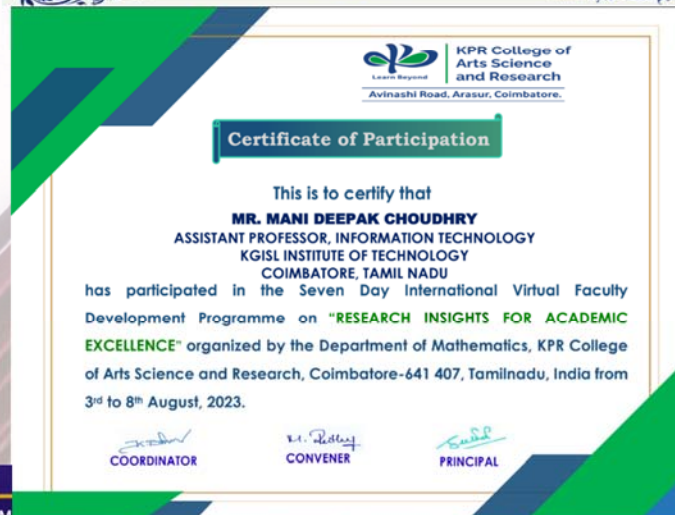 KPR College of
Arts Science
and Research
Learn Beyond
Avinashi Road, Arasur, Coimbatore.
Certificate of Participation
This is to certify that
MR. MANI DEEPAK CHOUDHRY
ASSISTANT PROFESSOR, INFORMATION TECHNOLOGY
KGISL INSTITUTE OF TECHNOLOGY
COIMBATORE, TAMIL NADU
has participated in the Seven Day International Virtual Faculty
Development Programme on "RESEARCH INSIGHTS FOR ACADEMIC
EXCELLENCE" organized by the Department of Mathematics, KPR College
of Arts Science and Research, Coimbatore-641 407, Tamilnadu, India from
3rd to 8th August, 2023.
COORDINATOR
CONVENER
PRINCIPAL